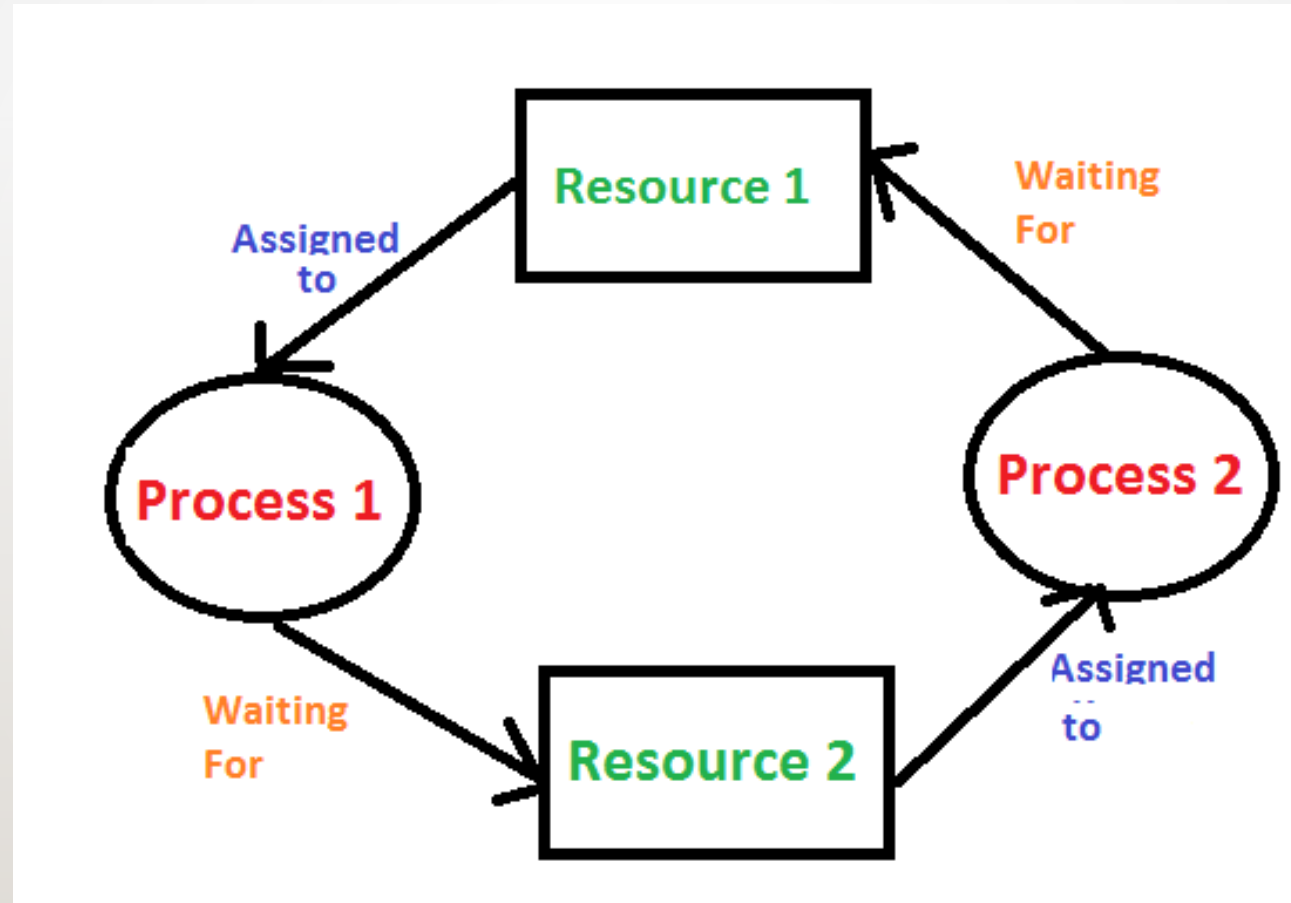 Resource 1
Waiting
For
Assigned
to
Process 1
Process 2
Waiting
For
Resource 2
Assigned
to